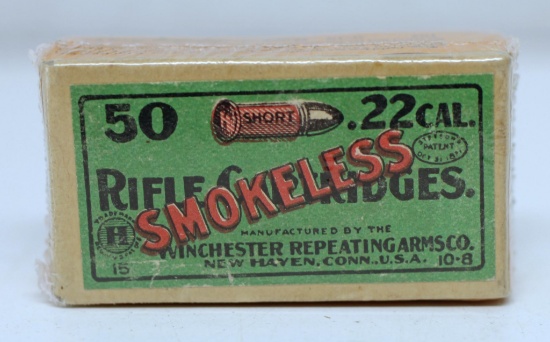 50 SHORT .22 CAL.
PATENT
RIFLE CARTRIDGES.
SMOKELESS
MANUFACTURED BY THE
WINCHESTER REPEATING ARMS CO.
NEW HAVEN, CONN., U.S.A.
15
10-8